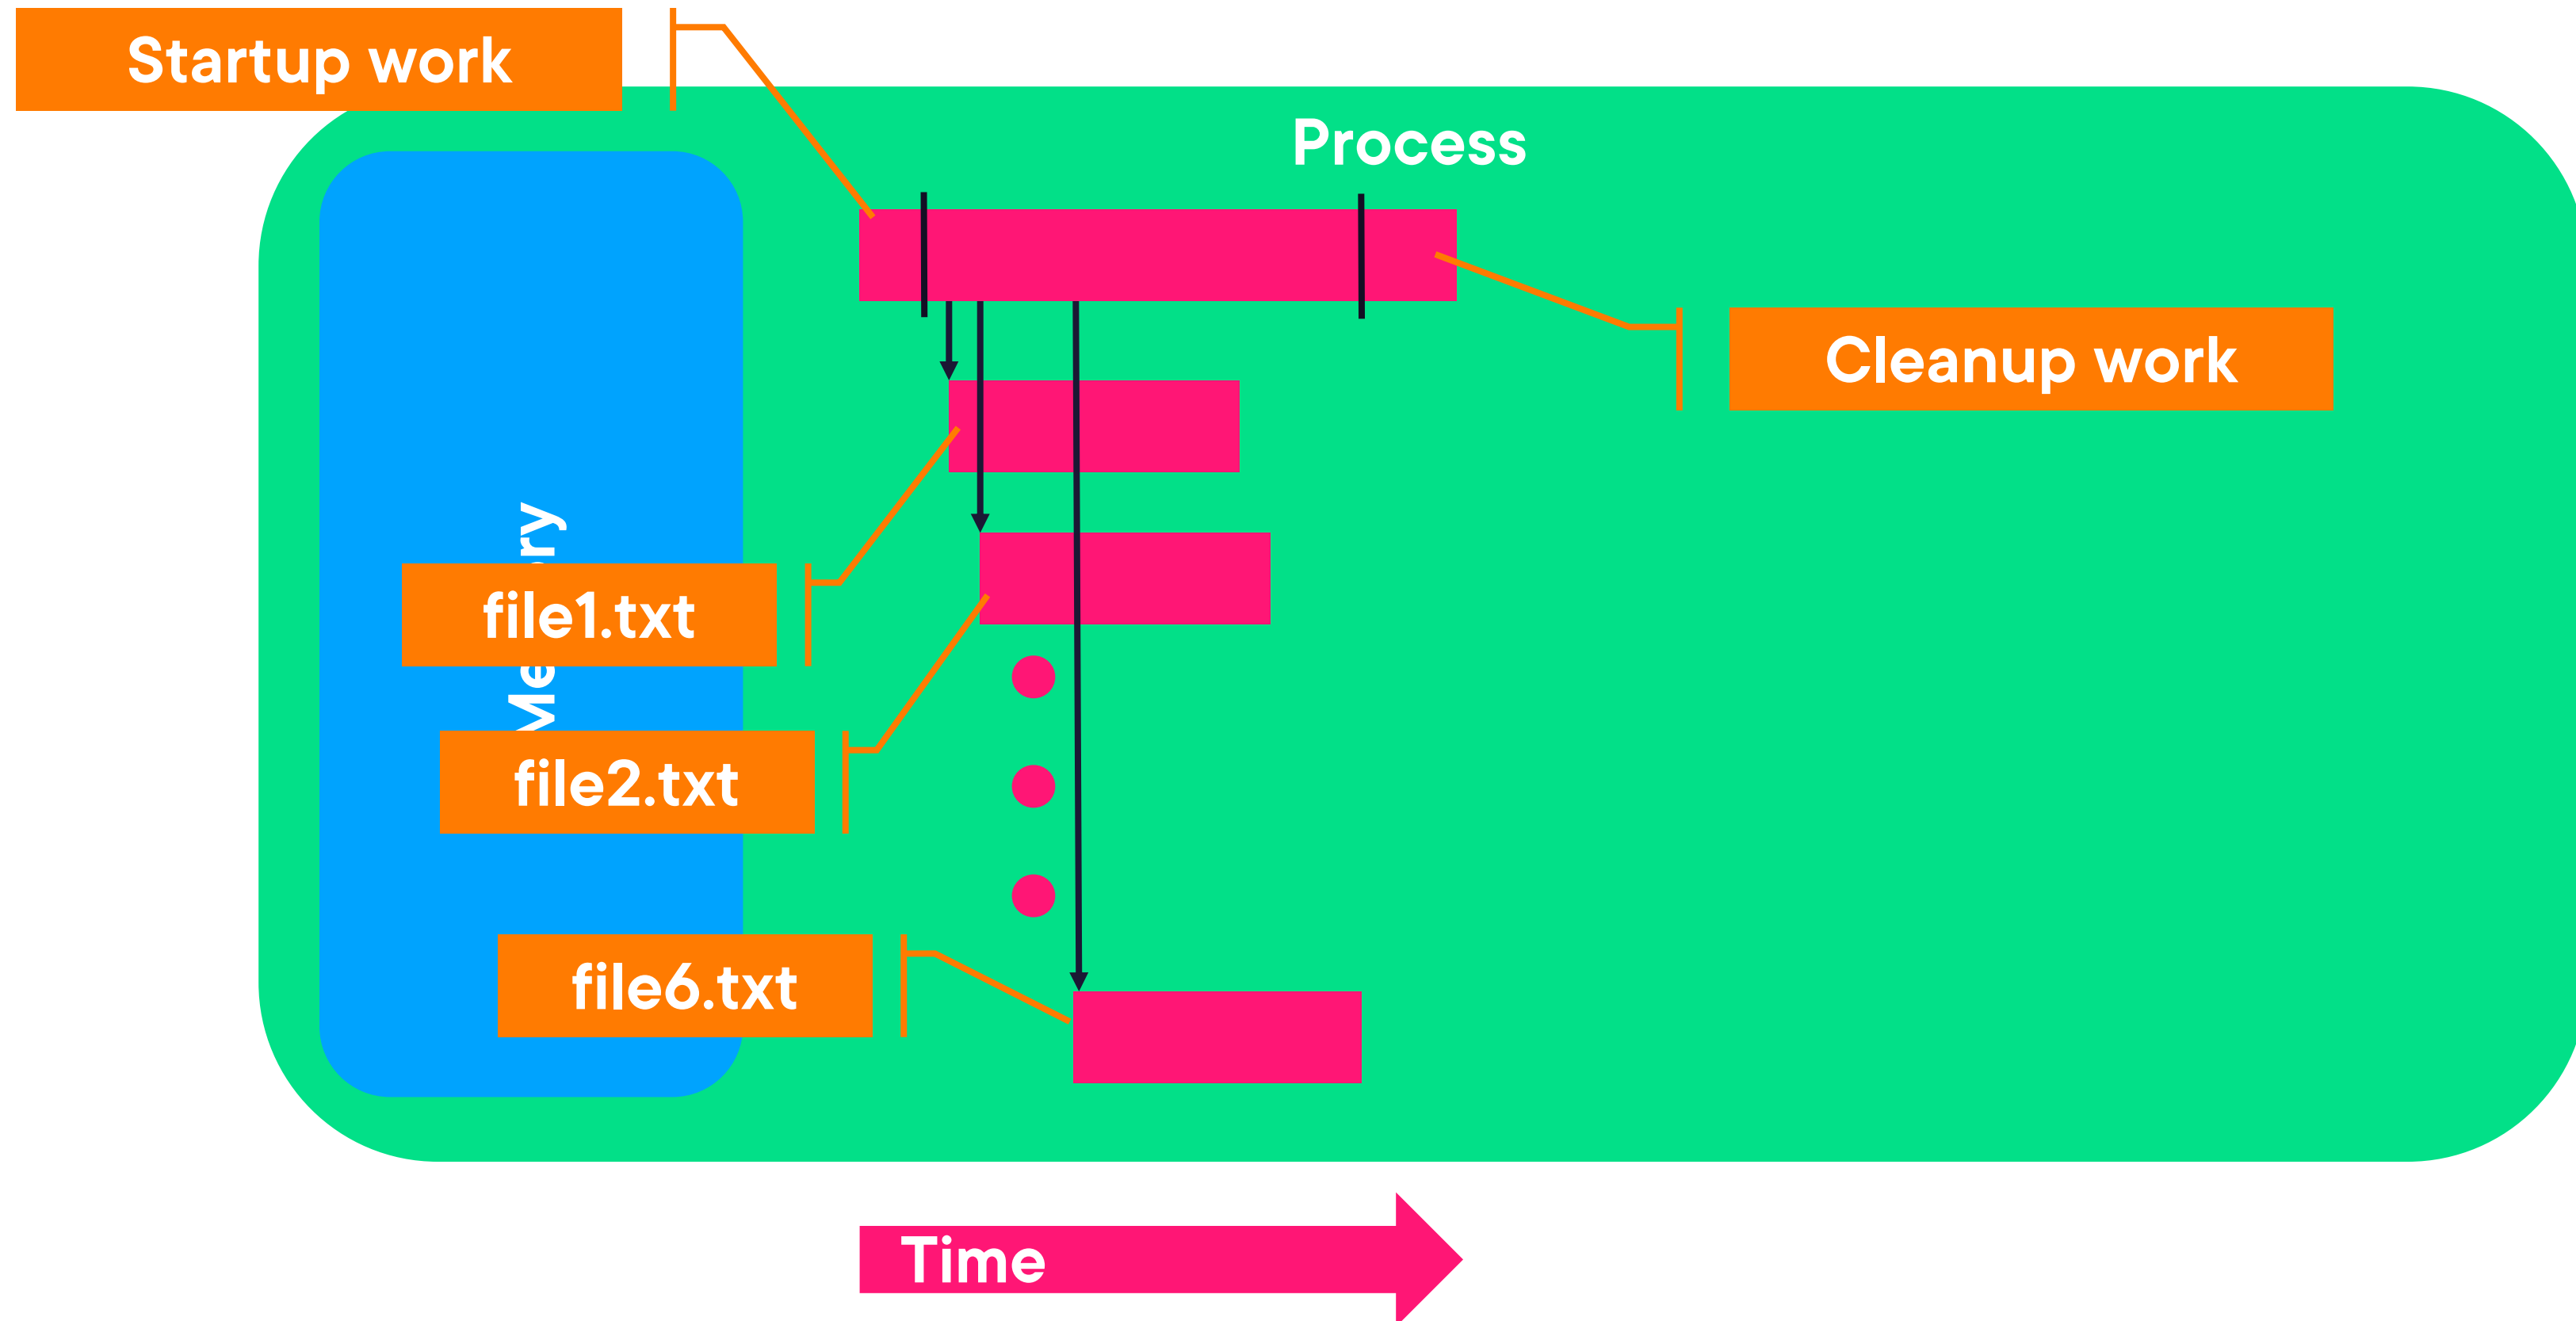 Startup work
Process
Cleanup work
file1.txt
file2.txt
file6.txt
Time